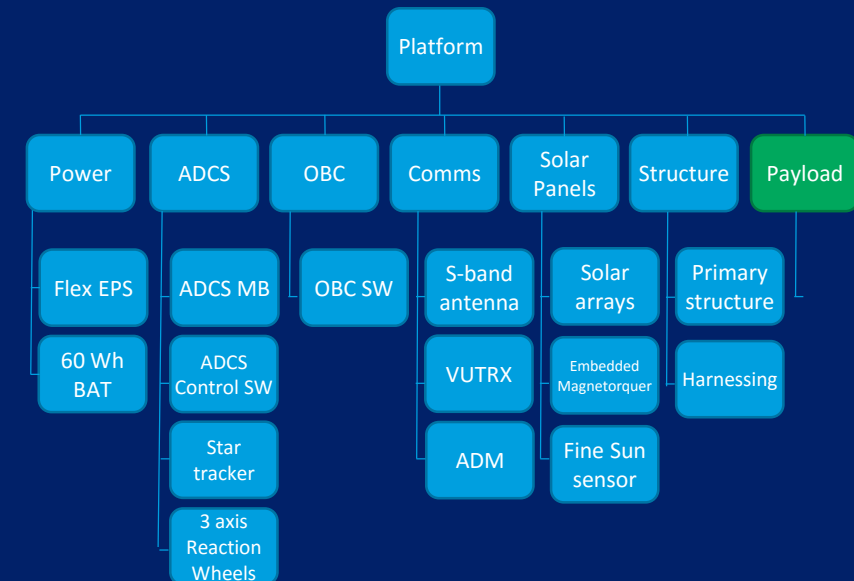 Platform
Power
ADCS
OBC
Comms
Solar
Panels
Structure
Payload
Flex EPS
60 Wh
BAT
ADCS MB
ADCS
Control SW
Star
tracker
3 axis
Reaction
Wheels
OBC SW
S-band
antenna
VUTRX
ADM
Solar
arrays
Embedded
Magnetorquer
Fine Sun
sensor
Primary
structure
Harnessing